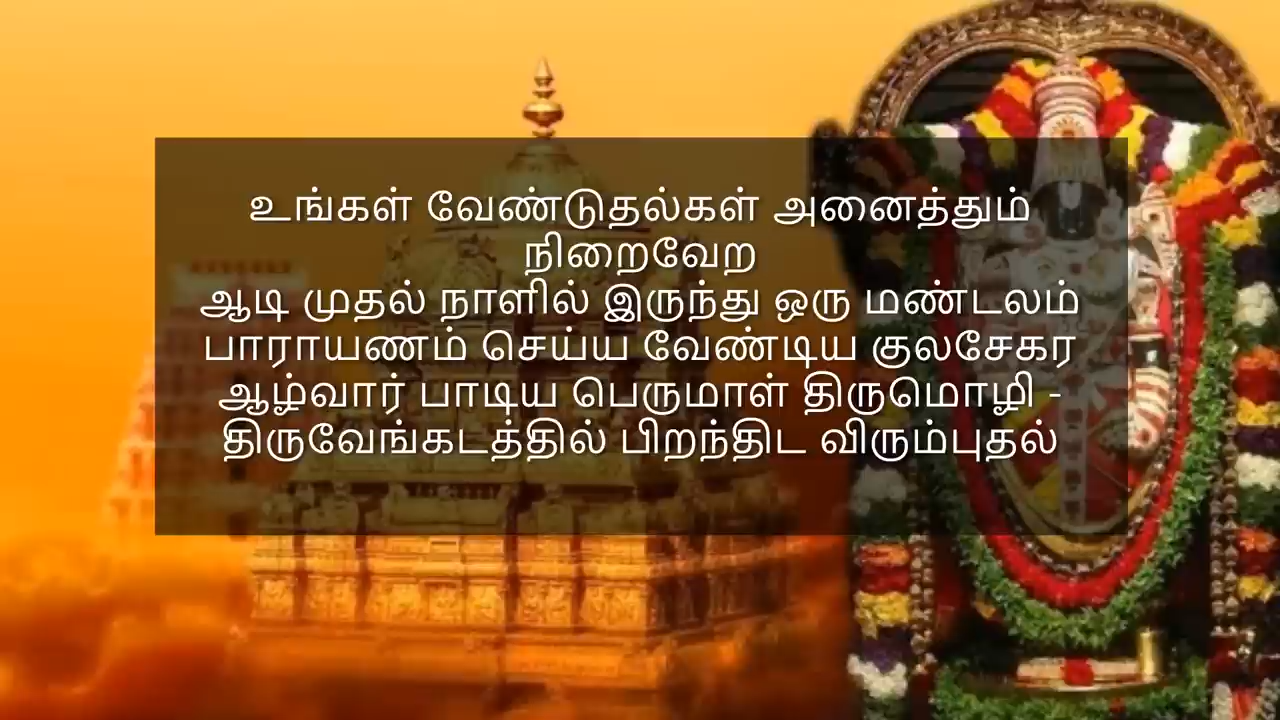 உங்கள் வேண்டுதல்கள் அனைத்தும்
நிறைவேற
ஆடி முதல் நாளில் இருந்து ஒரு மண்டலம்
பாராயணம் செய்ய வேண்டிய குலசேகர
ஆழ்வார் பாடிய பெருமாள் திருமொழி -
திருவேங்கடத்தில் பிறந்திட விரும்புதல்